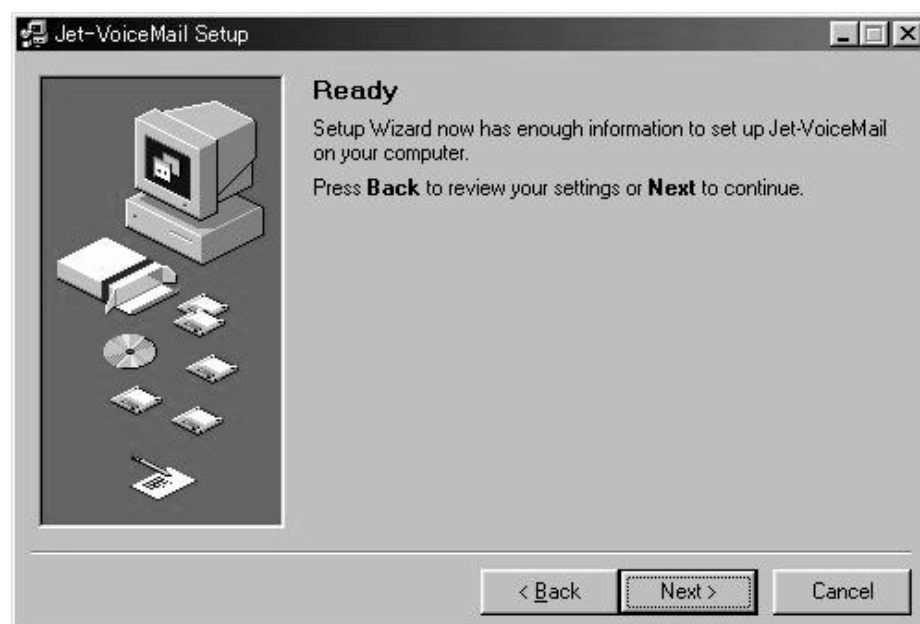 Jet-VoiceMail Setup
Ready
Setup Wizard now has enough information to set up Jet-VoiceMail
on your computer.
Press Back to review your settings or Next to continue.
< Back
Next >
Cancel